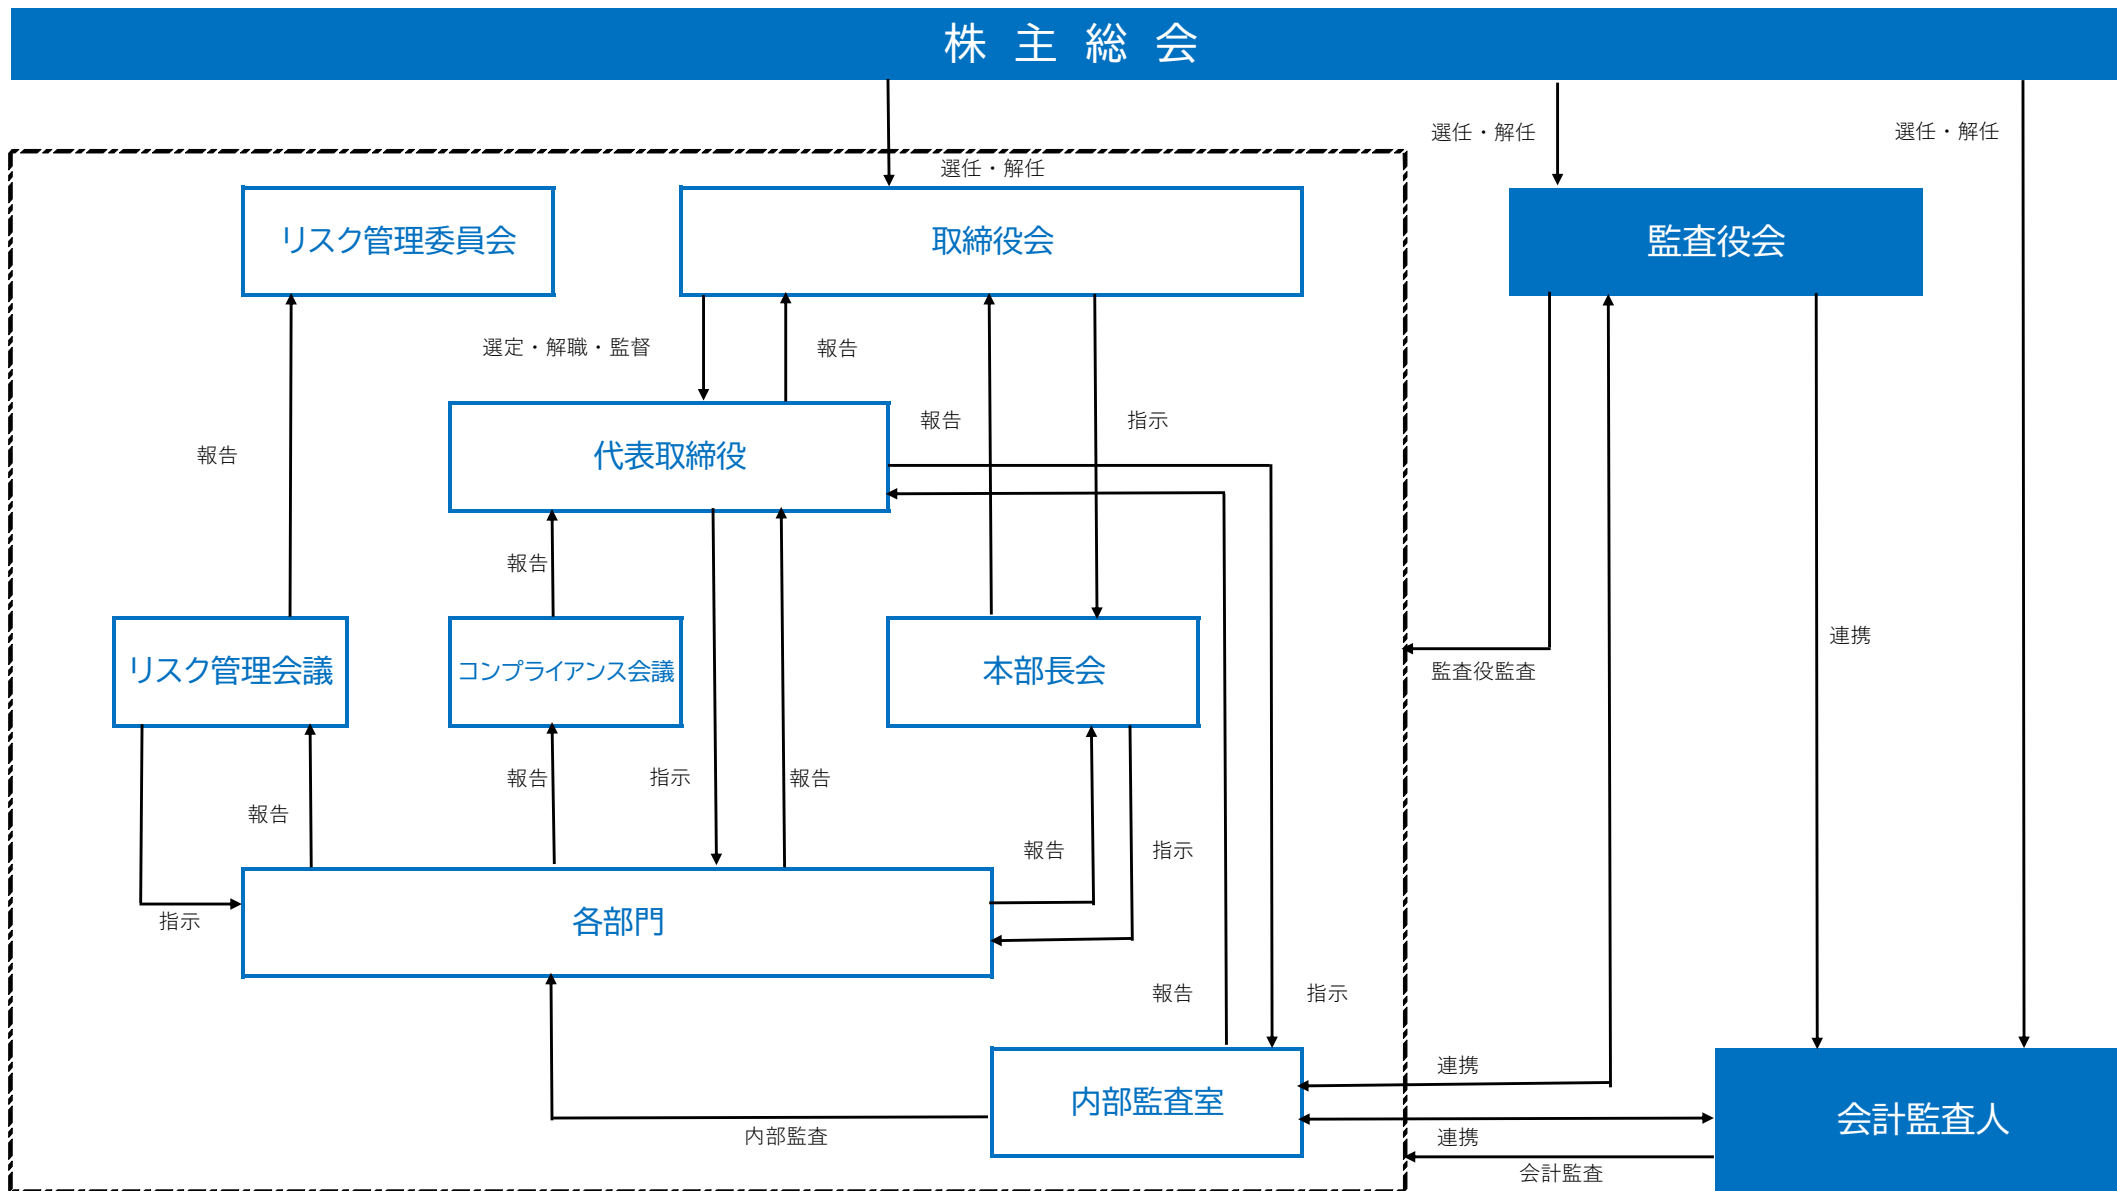 株主総会
選任・解任
選任・解任
選任・解任
リスク管理委員会
取締役会
監査役会
選定・解職・監督
報告
報告
指示
報告
代表取締役
報告
連携
リスク管理会議
コンプライアンス会議
本部長会
監査役監査
報告
指示
報告
報告
報告
指示
指示
各部門
報告
指示
連携
内部監査室
会計監査人
内部監査
連携
会計監査